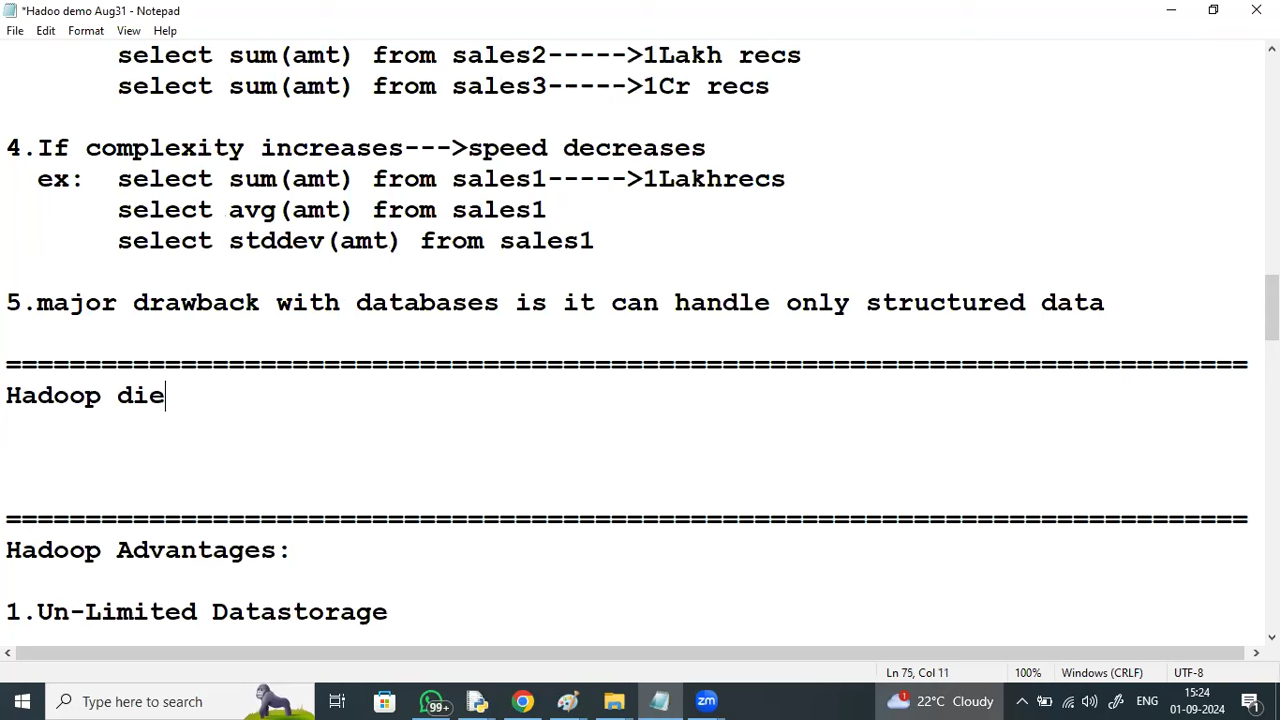 *Hadoo demo Aug31 - Notepad
File Edit Format View Help
select sum(amt) from sales2----->1Lakh recs
select sum(amt) from sales3----->1Cr recs
4.If complexity increases--->speed decreases
ex: select sum(amt) from sales1----->1Lakhrecs
select avg(amt) from sales1
select stddev(amt) from sales1
5.major drawback with databases is it can handle only structured data
==============================================================================
Hadoop die
==============================================================================
Hadoop Advantages:
1.Un-Limited Datastorage
Ln 75, Col 11 100% Windows (CRLF) UTF-8
Type here to search 99+ zm 1 22°C Cloudy ENG 15:24 1
01-09-2024